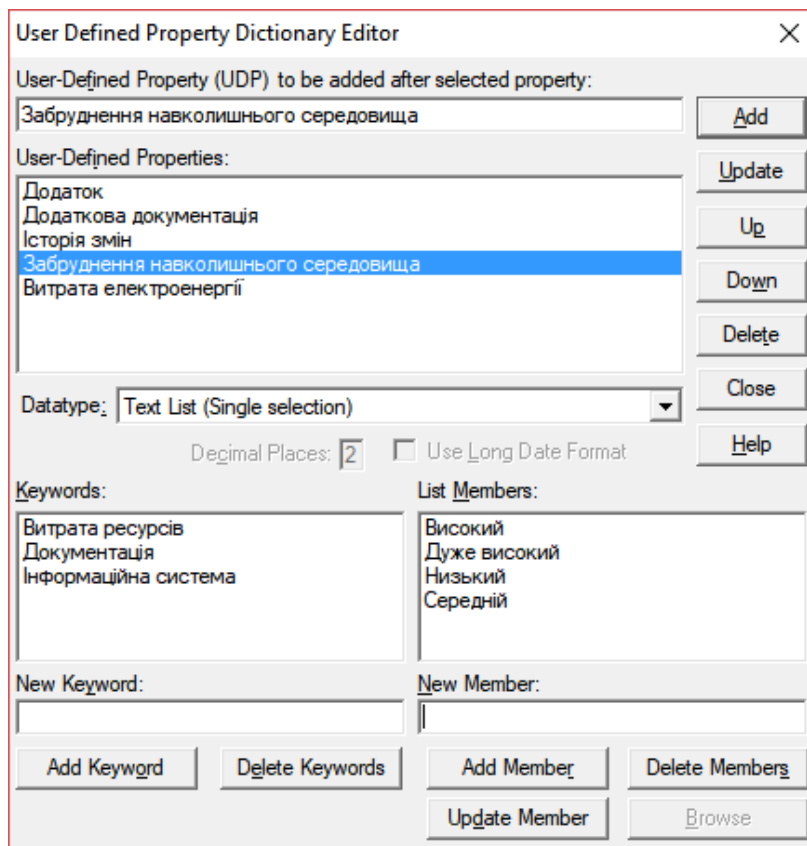 User Defined Property Dictionary Editor
User-Defined Property (UDP) to be added after selected property:
Забруднення навколишнього середовища
Add
User-Defined Properties:
Update
Додаток
Додаткова документація
Історія змін
Забруднення навколишнього середовища
Витрата електроенергії
Up
Down
Delete
Close
Datatype: Text List (Single selection)
Decimal Places: 2 Use Long Date Format
Help
Keywords:
List Members:
Витрата ресурсів
Документація
Інформаційна система
Високий
Дуже високий
Низький
Середній
New Keyword:
New Member:
Add Keyword
Delete Keywords
Add Member
Delete Members
Update Member
Browse